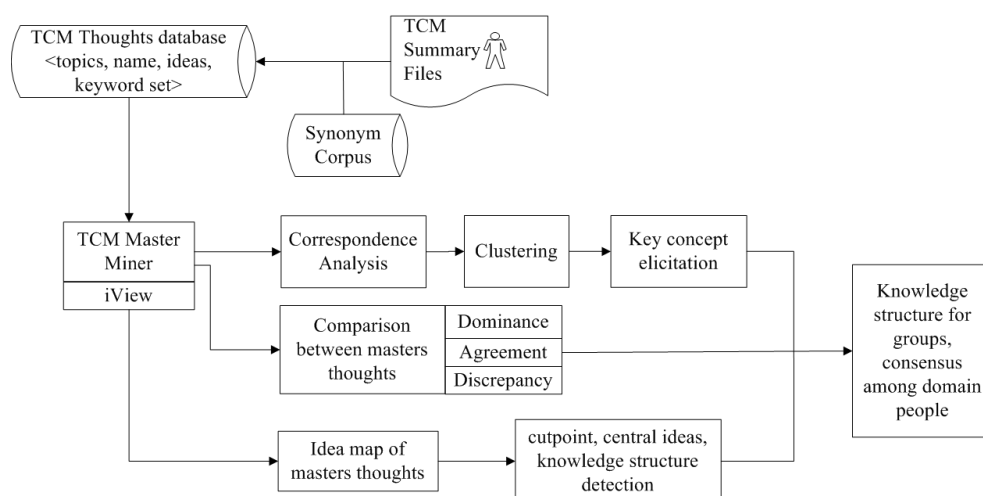 TCM Thoughts database
<topics, name, ideas,
keyword set>
TCM
Summary
Files
Synonym
Corpus
TCM Master
Miner
iView
Correspondence
Analysis
Clustering
Key concept
elicitation
Comparison
between masters
thoughts
Dominance
Agreement
Discrepancy
Knowledge
structure for
groups,
consensus
among domain
people
Idea map of
masters thoughts
cutpoint, central ideas,
knowledge structure
detection